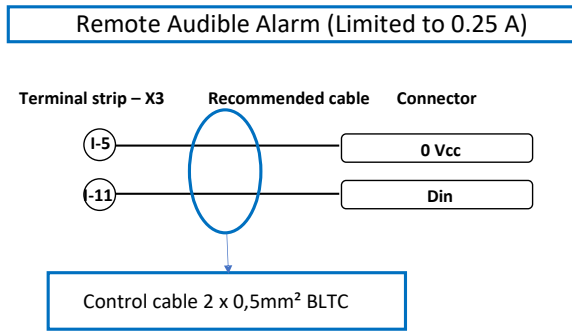 Remote Audible Alarm (Limited to 0.25 A)
Terminal strip – X3 Recommended cable Connector
I-5 0 Vcc
I-11 Din
Control cable 2 x 0,5mm² BLTC